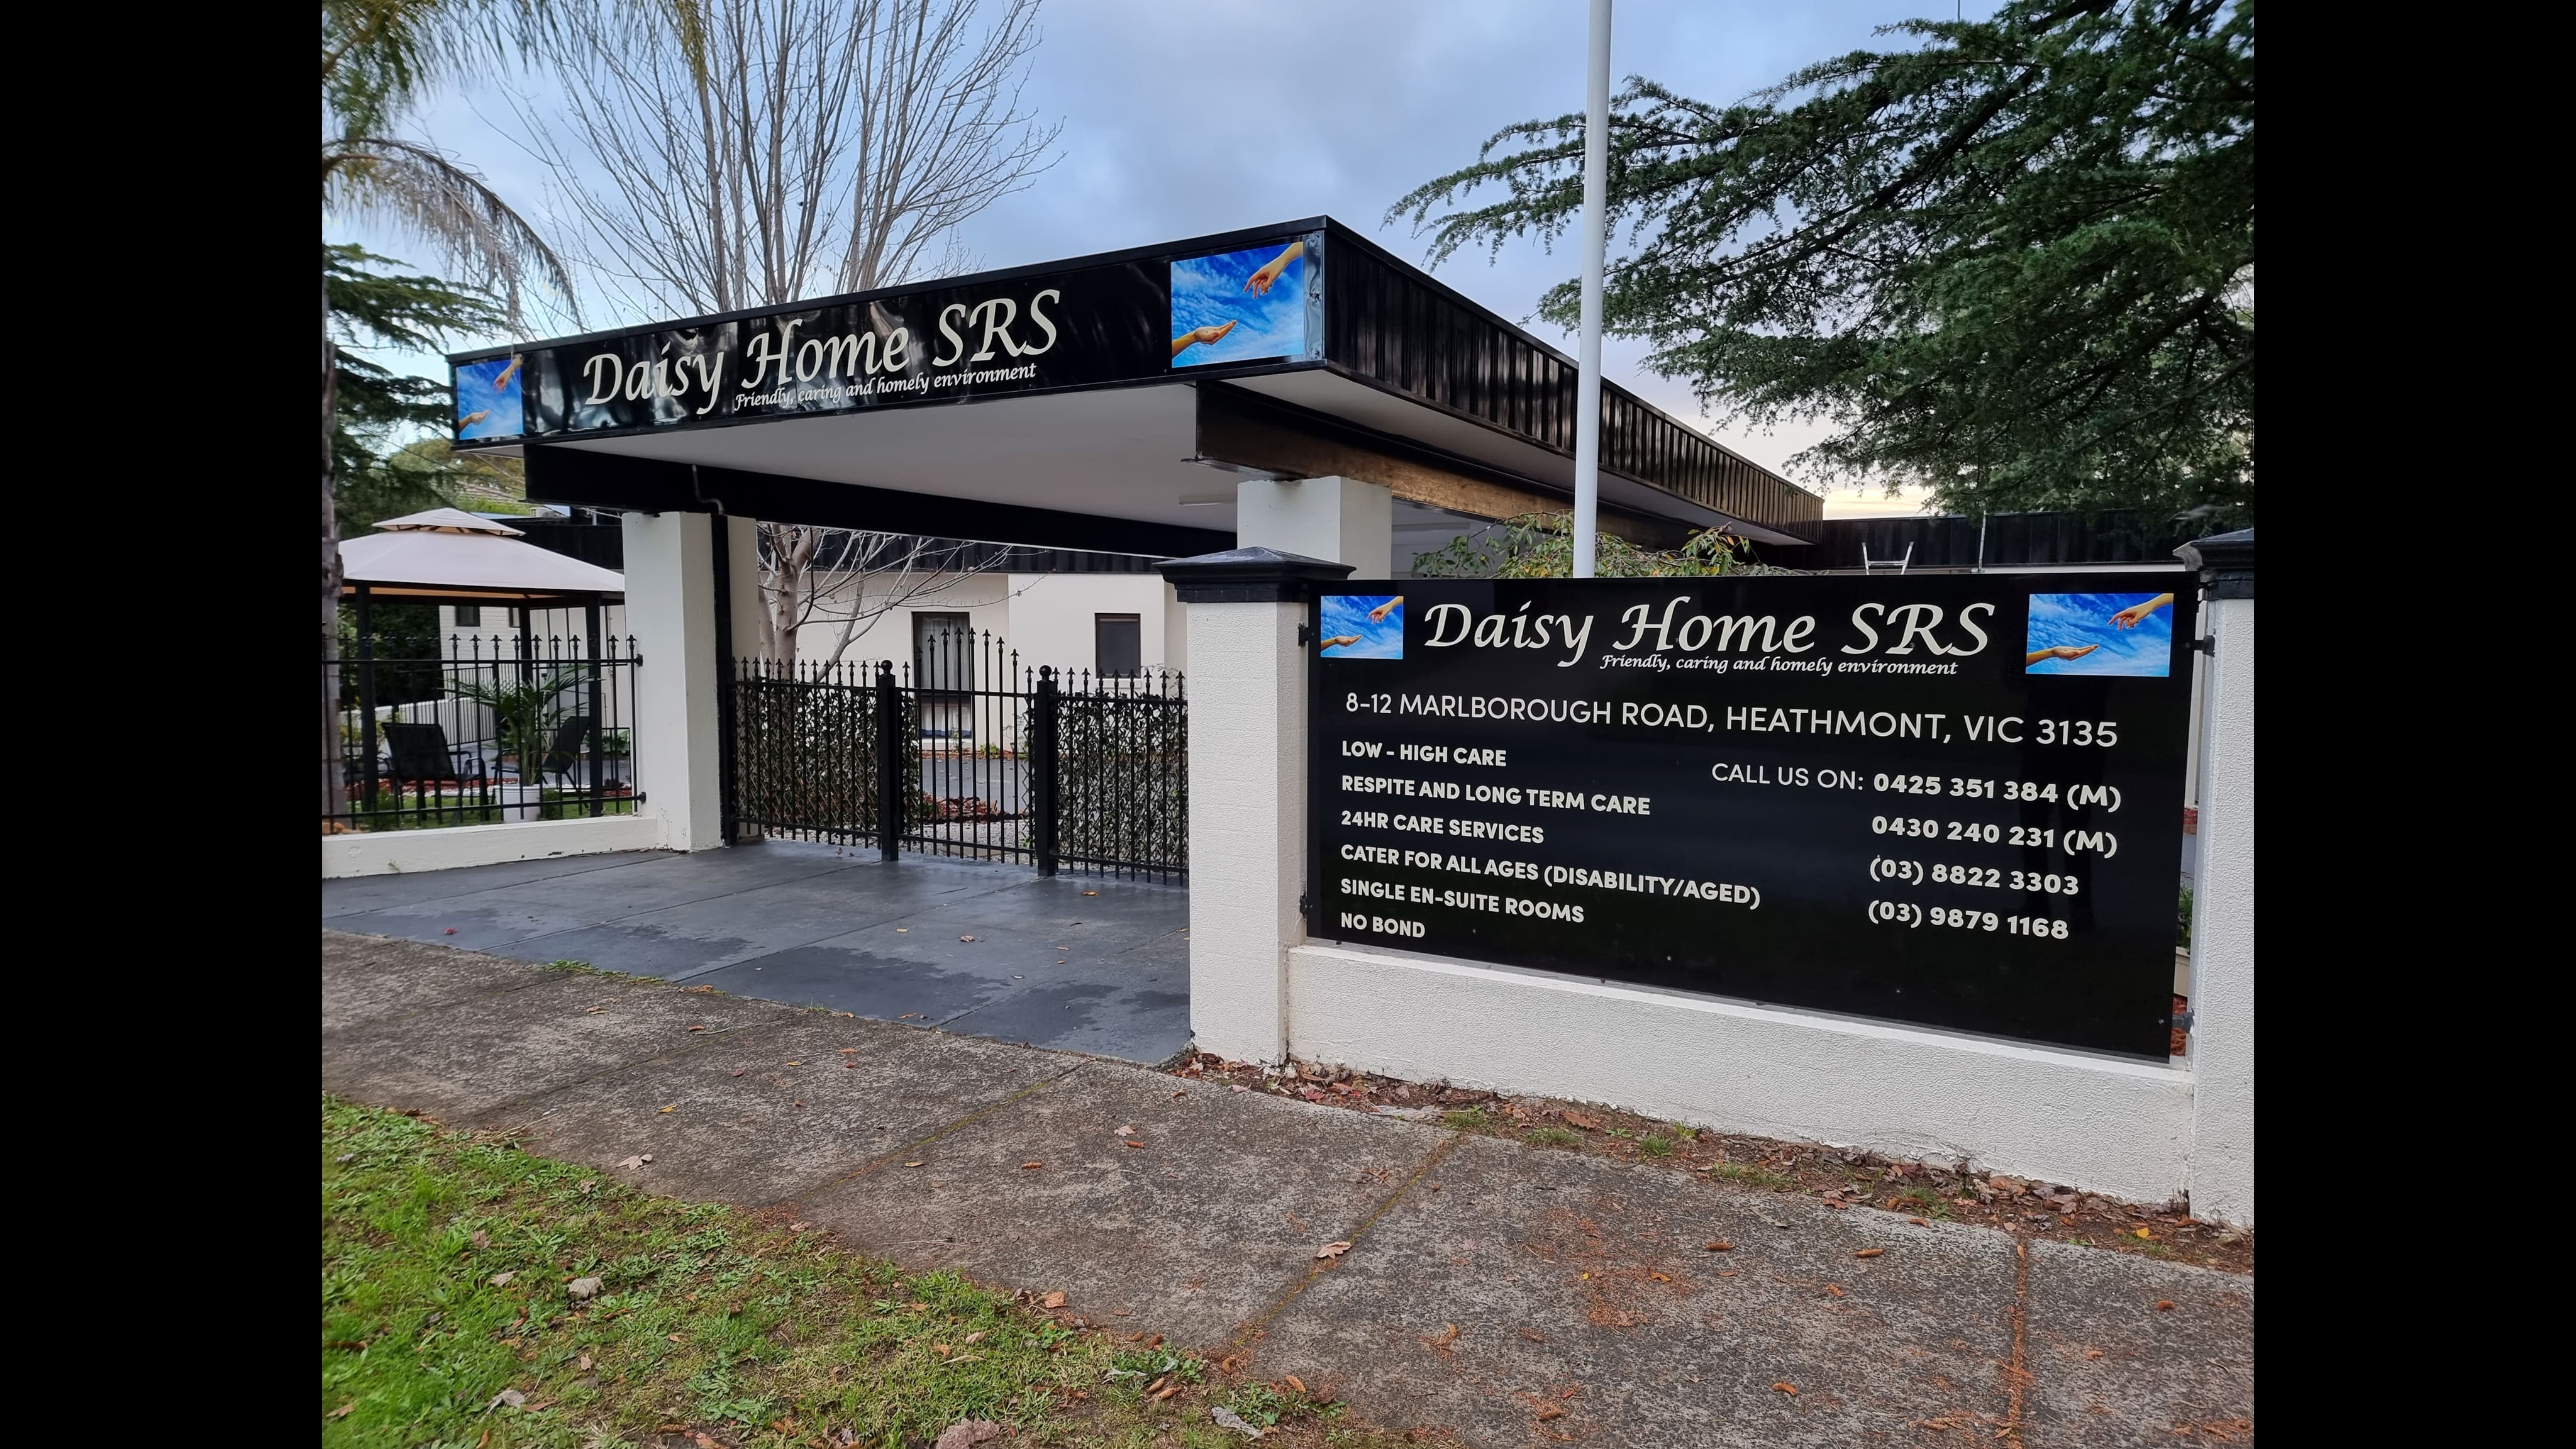 Daisy Home SRS
Friendly, caring and homely environment
Daisy Home SRS
Friendly, caring and homely environment
8-12 MARLBOROUGH ROAD, HEATHMONT, VIC 3135
LOW - HIGH CARE
RESPITE AND LONG TERM CARE
24HR CARE SERVICES
CATER FOR ALL AGES (DISABILITY/AGED)
SINGLE EN-SUITE ROOMS
NO BOND
CALL US ON: 0425 351 384 (M)
0430 240 231 (M)
(03) 8822 3303
(03) 9879 1168